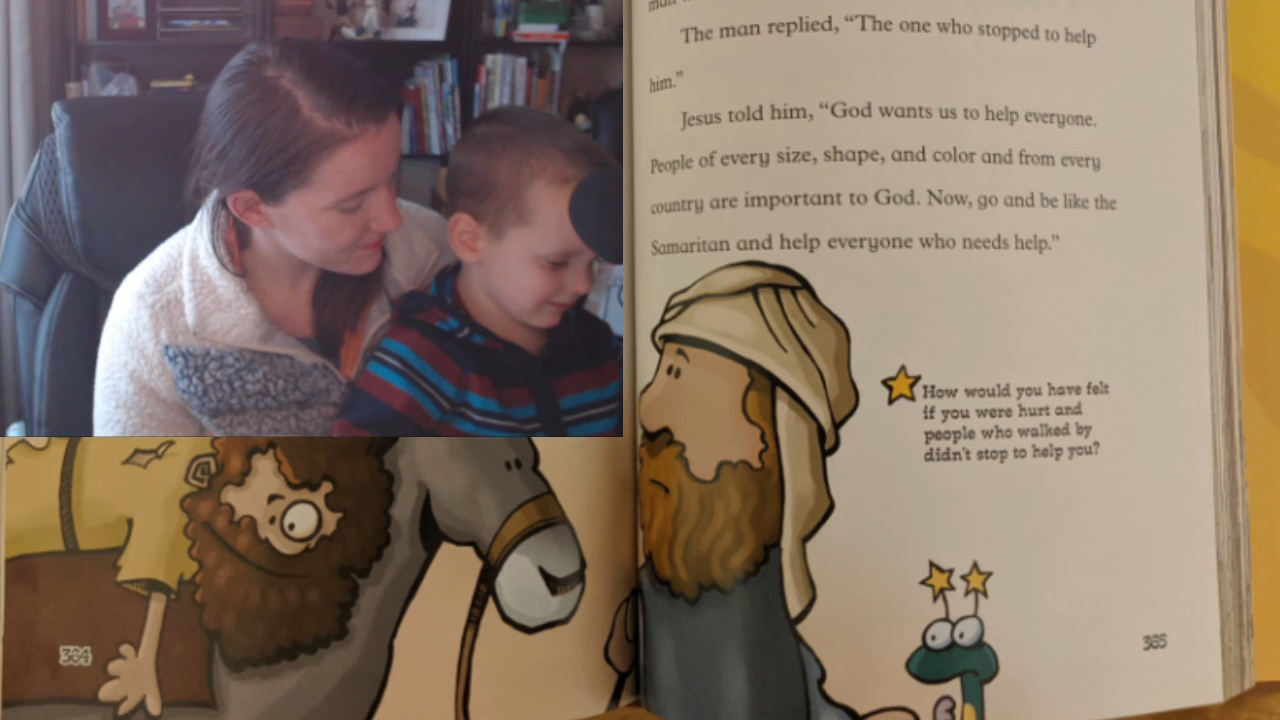 The man replied, “The one who stopped to help
him.”
Jesus told him, “God wants us to help everyone.
People of every size, shape, and color and from every
country are important to God. Now, go and be like the
Samaritan and help everyone who needs help.”
How would you have felt
if you were hurt and
people who walked by
didn't stop to help you?
364
365